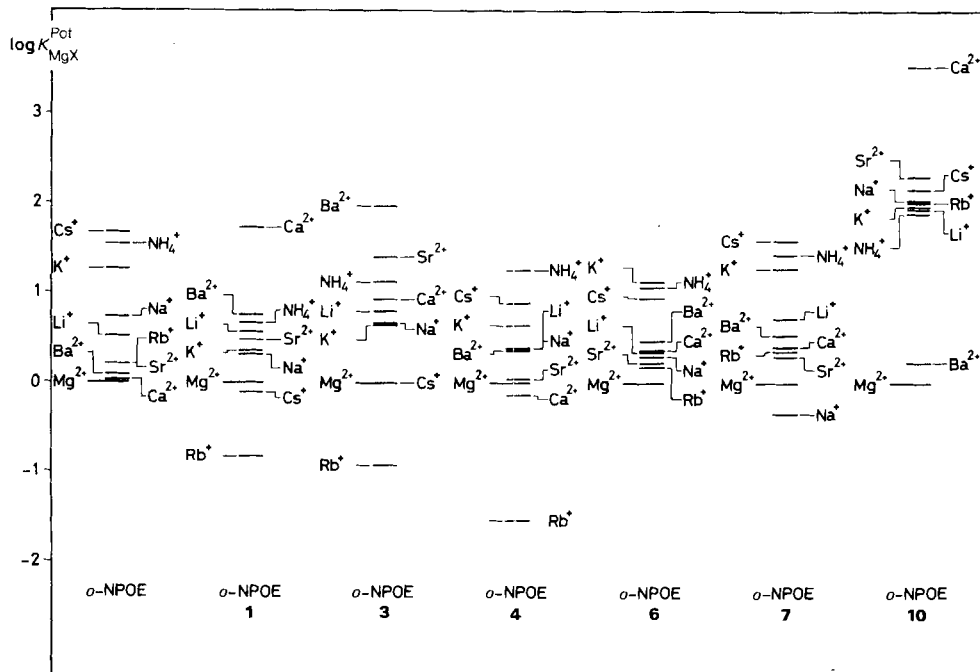 log K Pot MgX
3
2
1
0
-1
-2
Cs⁺
NH₄⁺
K⁺
Na⁺
Li⁺
Rb⁺
Ba²⁺
Sr²⁺
Mg²⁺
Ca²⁺
o-NPOE
Ca²⁺
Ba²⁺
NH₄⁺
Li⁺
Sr²⁺
K⁺
Na⁺
Mg²⁺
Cs⁺
Rb⁺
o-NPOE
1
Ba²⁺
Sr²⁺
NH₄⁺
Ca²⁺
Li⁺
Na⁺
K⁺
Mg²⁺
Cs⁺
Rb⁺
o-NPOE
3
NH₄⁺
Cs⁺
Li⁺
K⁺
Na⁺
Ba²⁺
Sr²⁺
Mg²⁺
Ca²⁺
Rb⁺
o-NPOE
4
K⁺
NH₄⁺
Cs⁺
Ba²⁺
Li⁺
Ca²⁺
Sr²⁺
Na⁺
Mg²⁺
Rb⁺
o-NPOE
6
Cs⁺
NH₄⁺
K⁺
Li⁺
Ba²⁺
Ca²⁺
Rb⁺
Sr²⁺
Mg²⁺
Na⁺
o-NPOE
7
Ca²⁺
Sr²⁺
Cs⁺
Na⁺
Rb⁺
K⁺
Li⁺
NH₄⁺
Ba²⁺
Mg²⁺
o-NPOE
10